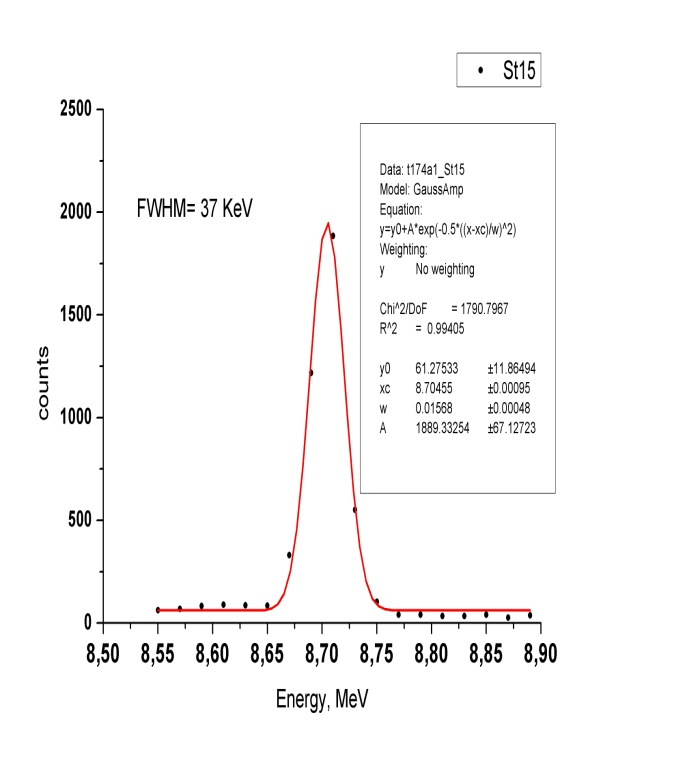 St15
2500
2000
1500
1000
500
0
counts
FWHM= 37 KeV
Data: t174a1_St15
Model: GaussAmp
Equation:
y=y0+A*exp(-0.5*((x-xc)/w)^2)
Weighting:
y No weighting
Chi^2/DoF = 1790.7967
R^2 = 0.99405
y0 61.27533 ±11.86494
xc 8.70455 ±0.00095
w 0.01568 ±0.00048
A 1889.33254 ±67.12723
8,50 8,55 8,60 8,65 8,70 8,75 8,80 8,85 8,90
Energy, MeV